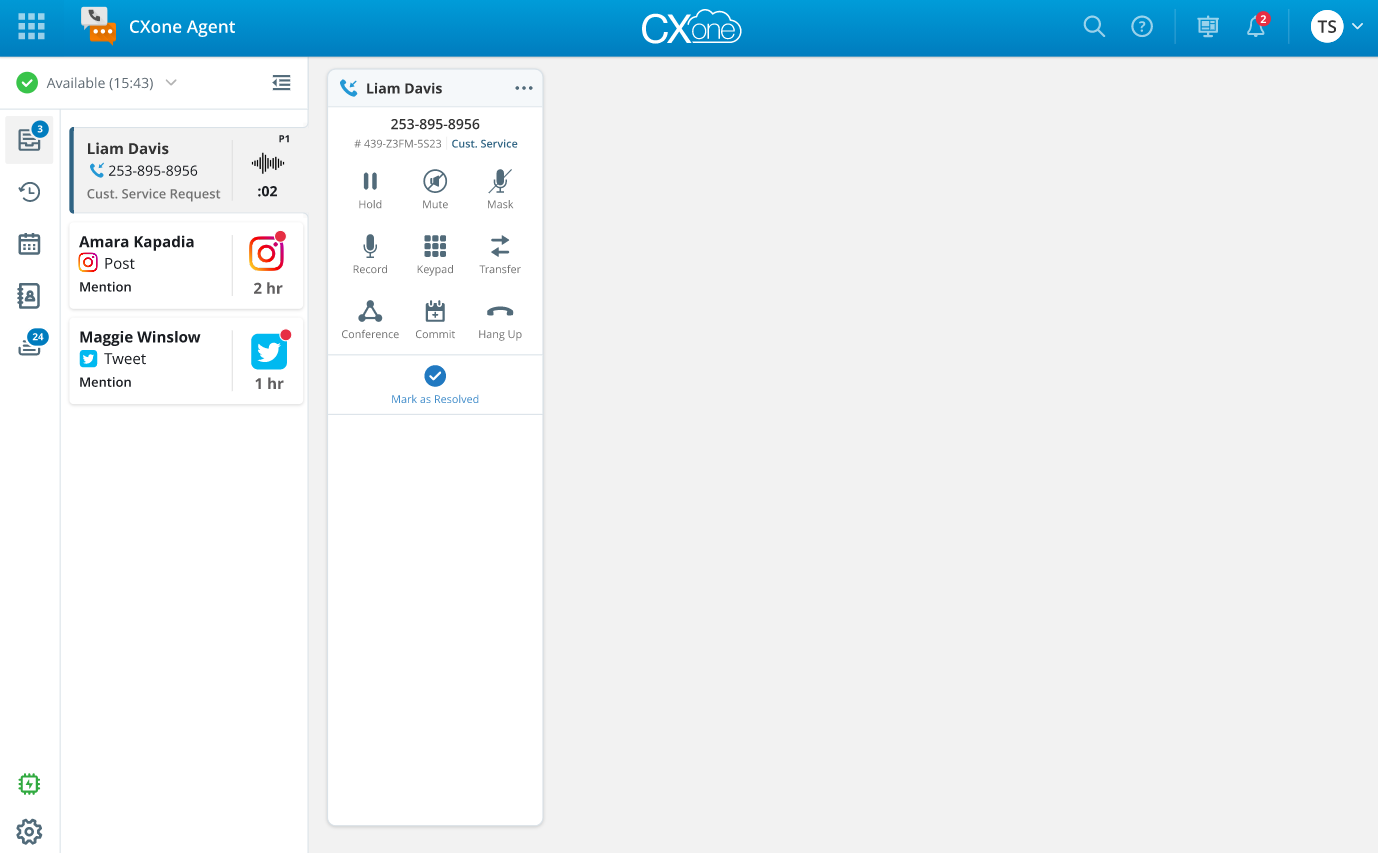 CXone Agent
CXone
2
TS
Available (15:43)
3
24
Liam Davis
253-895-8956
Cust. Service Request
P1
:02
Amara Kapadia
Post
Mention
2 hr
Maggie Winslow
Tweet
Mention
1 hr
Liam Davis
253-895-8956
# 439-Z3FM-5S23 Cust. Service
Hold Mute Mask
Record Keypad Transfer
Conference Commit Hang Up
Mark as Resolved